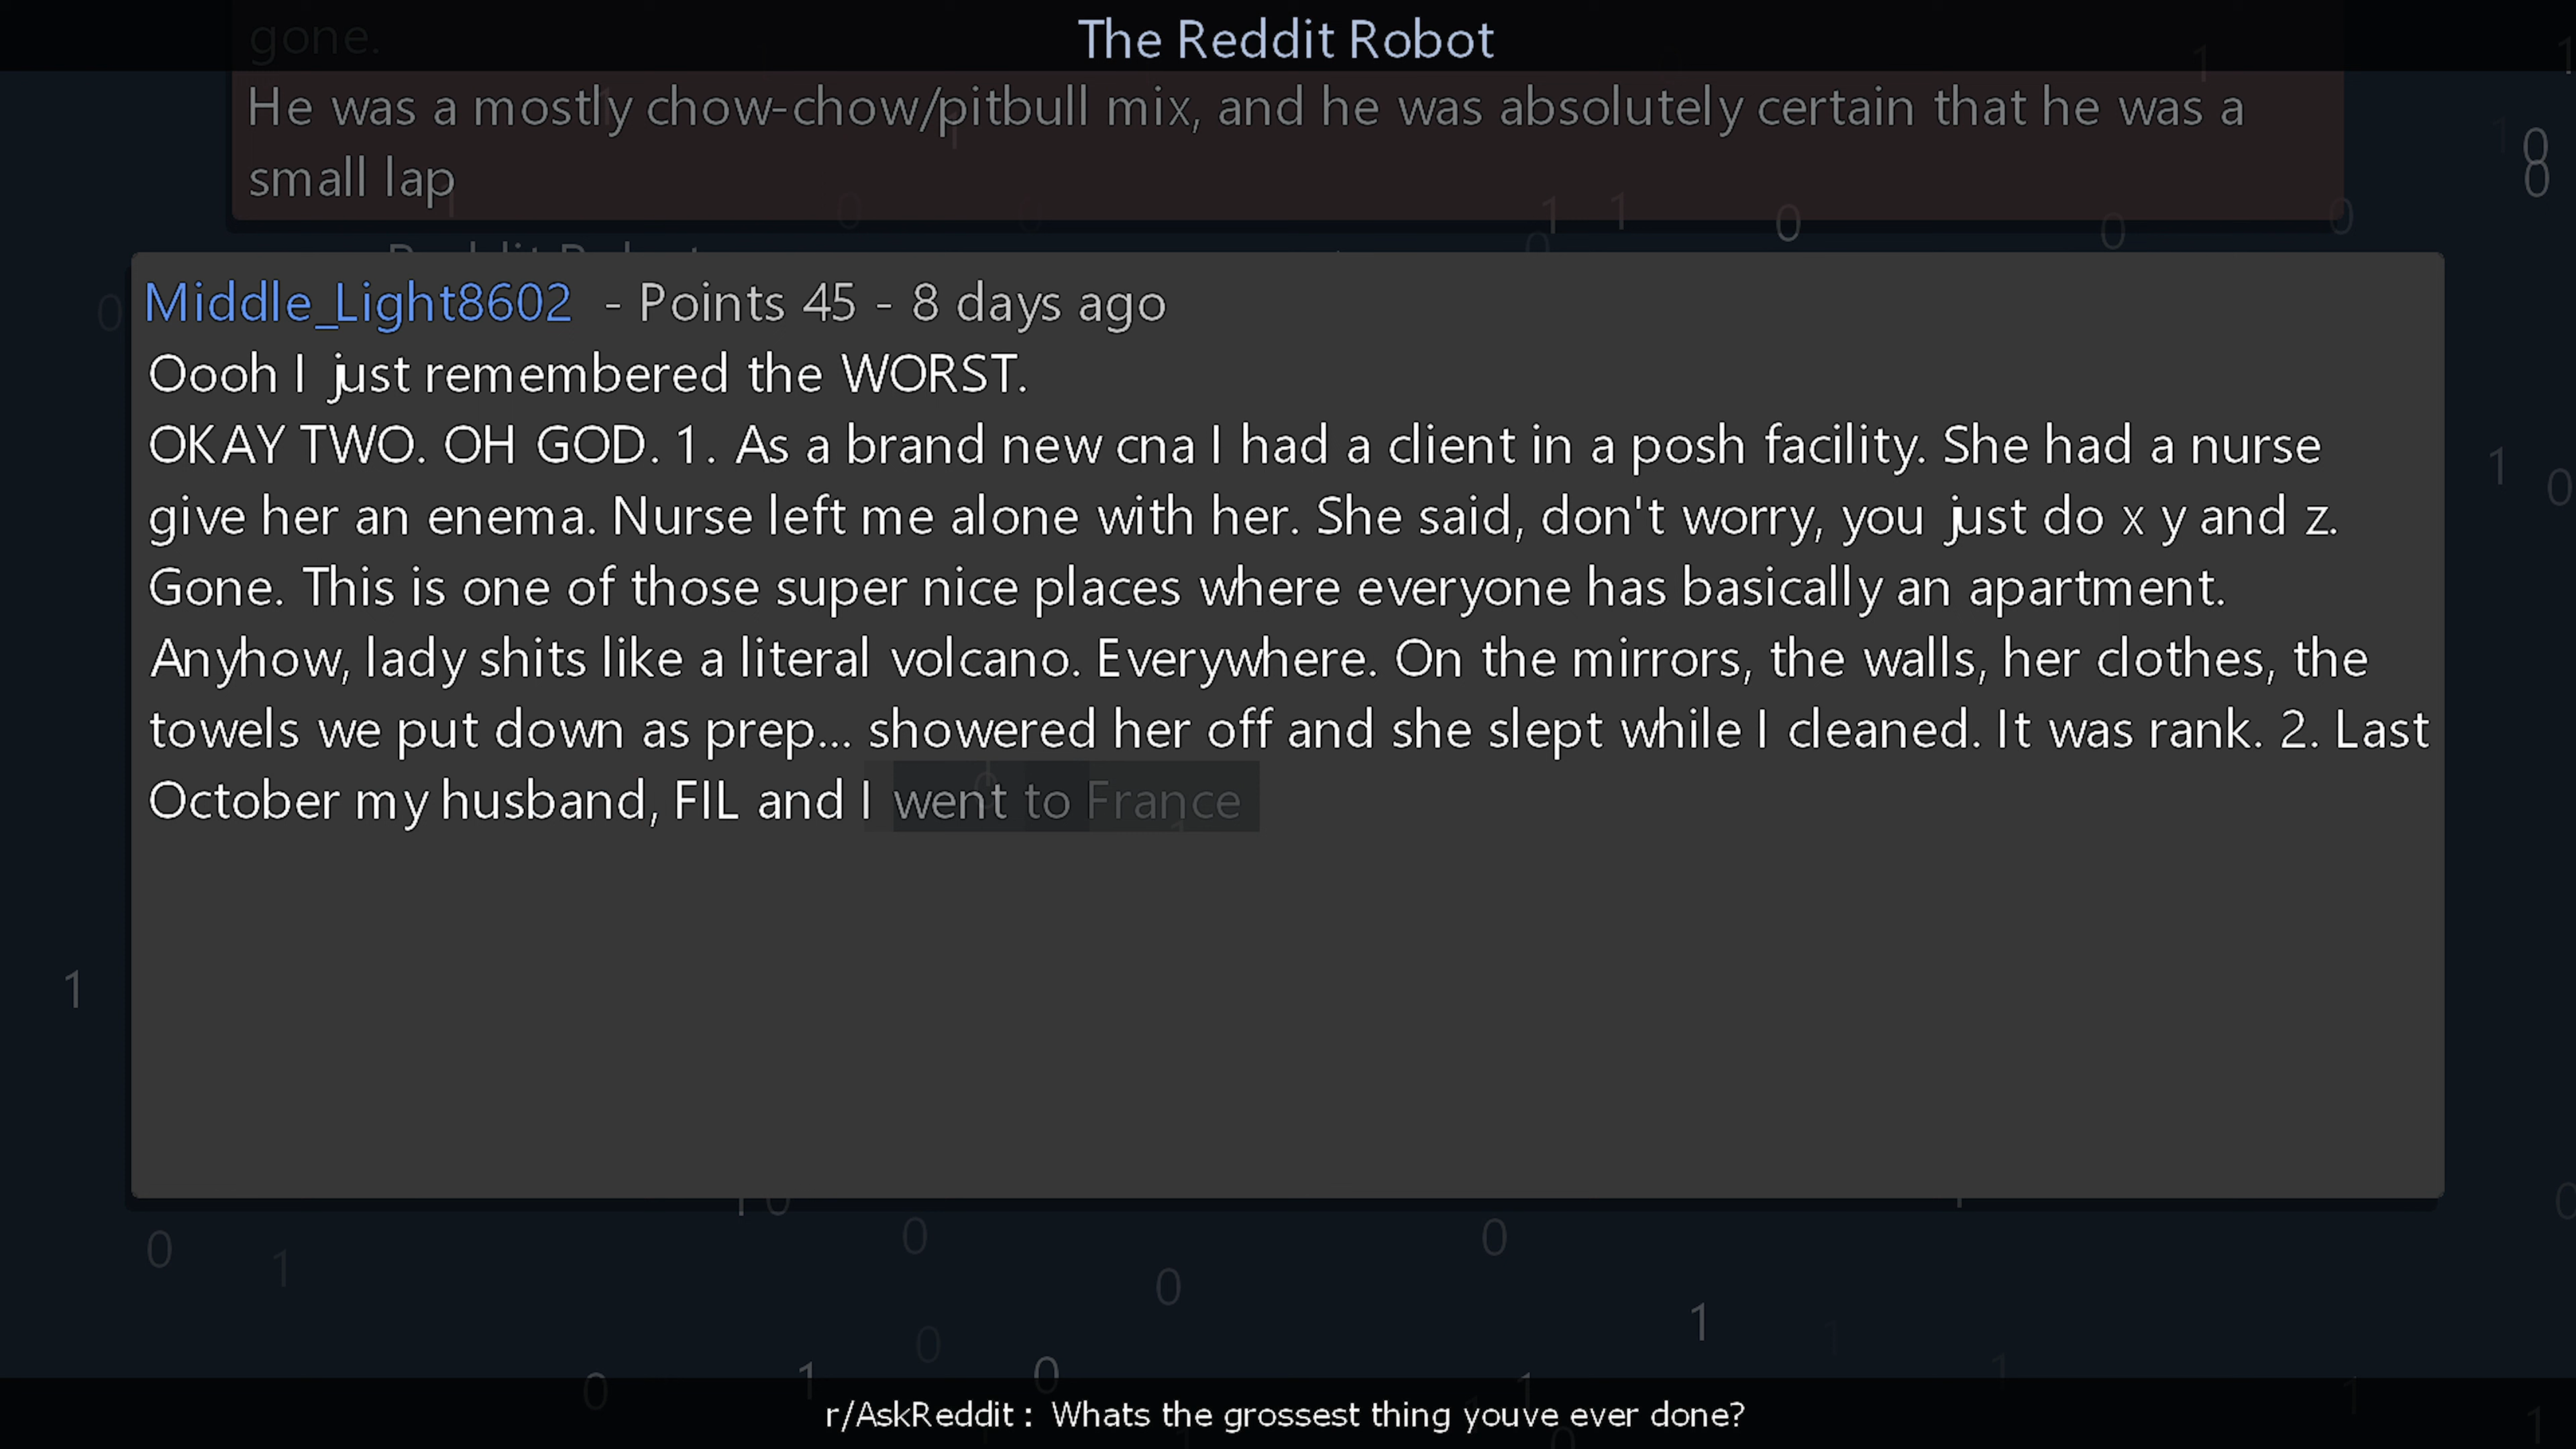 gone.
The Reddit Robot
He was a mostly chow-chow/pitbull mix, and he was absolutely certain that he was a
small lap
Reddit Robot
Middle_Light8602 - Points 45 - 8 days ago
Oooh I just remembered the WORST.
OKAY TWO. OH GOD. 1. As a brand new cna I had a client in a posh facility. She had a nurse
give her an enema. Nurse left me alone with her. She said, don't worry, you just do x y and z.
Gone. This is one of those super nice places where everyone has basically an apartment.
Anyhow, lady shits like a literal volcano. Everywhere. On the mirrors, the walls, her clothes, the
towels we put down as prep... showered her off and she slept while I cleaned. It was rank. 2. Last
October my husband, FIL and I went to France
r/AskReddit : Whats the grossest thing youve ever done?